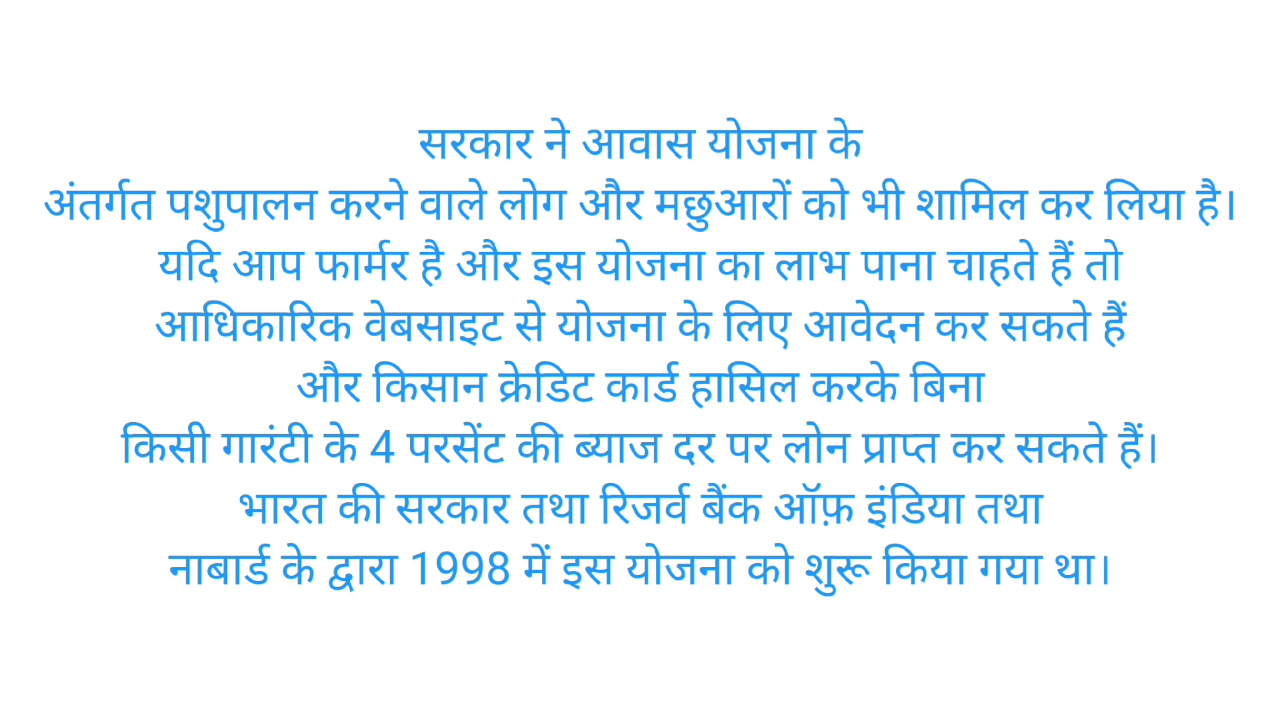 सरकार ने आवास योजना के
अंतर्गत पशुपालन करने वाले लोग और मछुआरों को भी शामिल कर लिया है।
यदि आप फार्मर है और इस योजना का लाभ पाना चाहते हैं तो
आधिकारिक वेबसाइट से योजना के लिए आवेदन कर सकते हैं
और किसान क्रेडिट कार्ड हासिल करके बिना
किसी गारंटी के 4 परसेंट की ब्याज दर पर लोन प्राप्त कर सकते हैं।
भारत की सरकार तथा रिजर्व बैंक ऑफ़ इंडिया तथा
नाबार्ड के द्वारा 1998 में इस योजना को शुरू किया गया था।